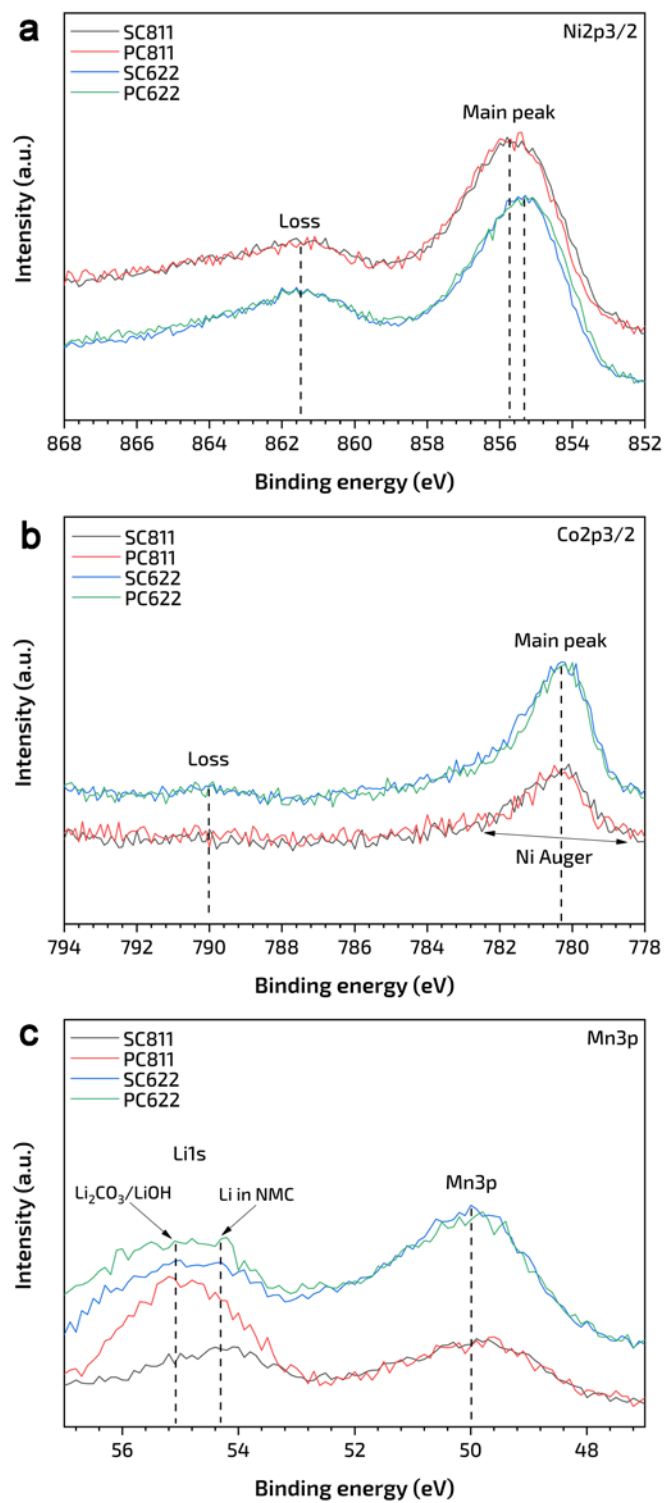 a
SC811
PC811
SC622
PC622
Ni2p3/2
Main peak
Loss
Intensity (a.u.)
868 866 864 862 860 858 856 854 852
Binding energy (eV)
b
SC811
PC811
SC622
PC622
Co2p3/2
Main peak
Loss
Ni Auger
Intensity (a.u.)
794 792 790 788 786 784 782 780 778
Binding energy (eV)
c
SC811
PC811
SC622
PC622
Mn3p
Li1s
Li₂CO₃/LiOH
Li in NMC
Mn3p
Intensity (a.u.)
56 54 52 50 48
Binding energy (eV)